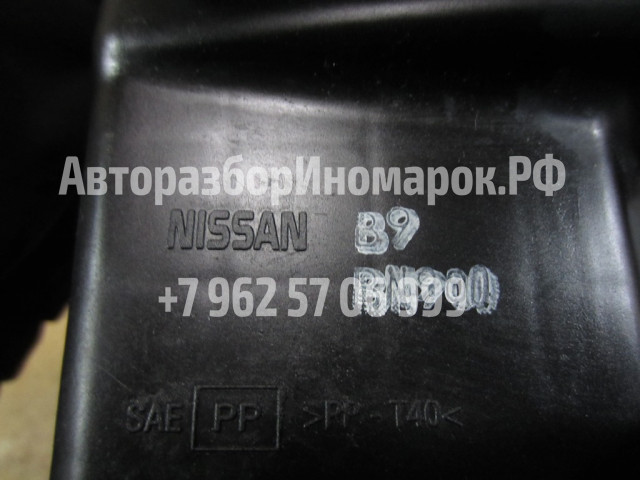 АвторазборИномарок.РФ
NISSAN B9
+7 962 57
SAE PP >PP-T40<